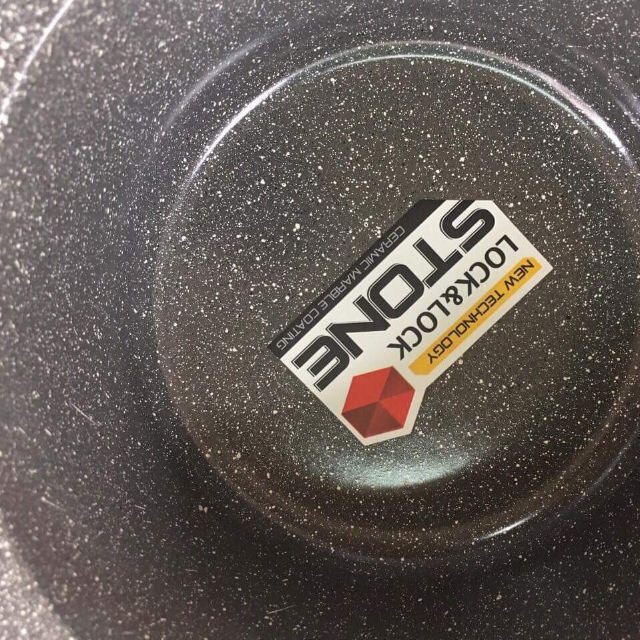 NEW TECHNOLOGY
LOCK&LOCK
STONE
CERAMIC MARBLE COATING